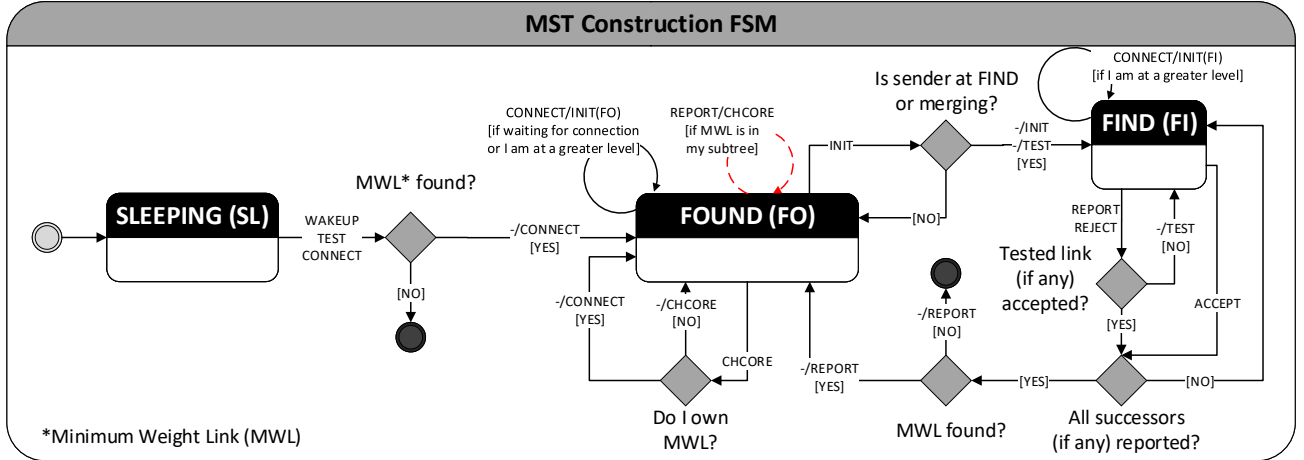 MST Construction FSM
CONNECT/INIT(FI)
[if I am at a greater level]
Is sender at FIND
or merging?
CONNECT/INIT(FO)
[if waiting for connection
or I am at a greater level]
REPORT/CHCORE
[if MWL is in
my subtree]
FIND (FI)
INIT
-/INIT
-/TEST
[YES]
MWL* found?
SLEEPING (SL)
WAKEUP
TEST
CONNECT
-/CONNECT
[YES]
FOUND (FO)
[NO]
REPORT
REJECT
-/TEST
[NO]
Tested link
(if any)
accepted?
[NO]
-/CONNECT
[YES]
-/CHCORE
[NO]
CHCORE
-/REPORT
[NO]
ACCEPT
[YES]
-/REPORT
[YES]
[YES]
[NO]
Do I own
MWL?
MWL found?
All successors
(if any) reported?
*Minimum Weight Link (MWL)